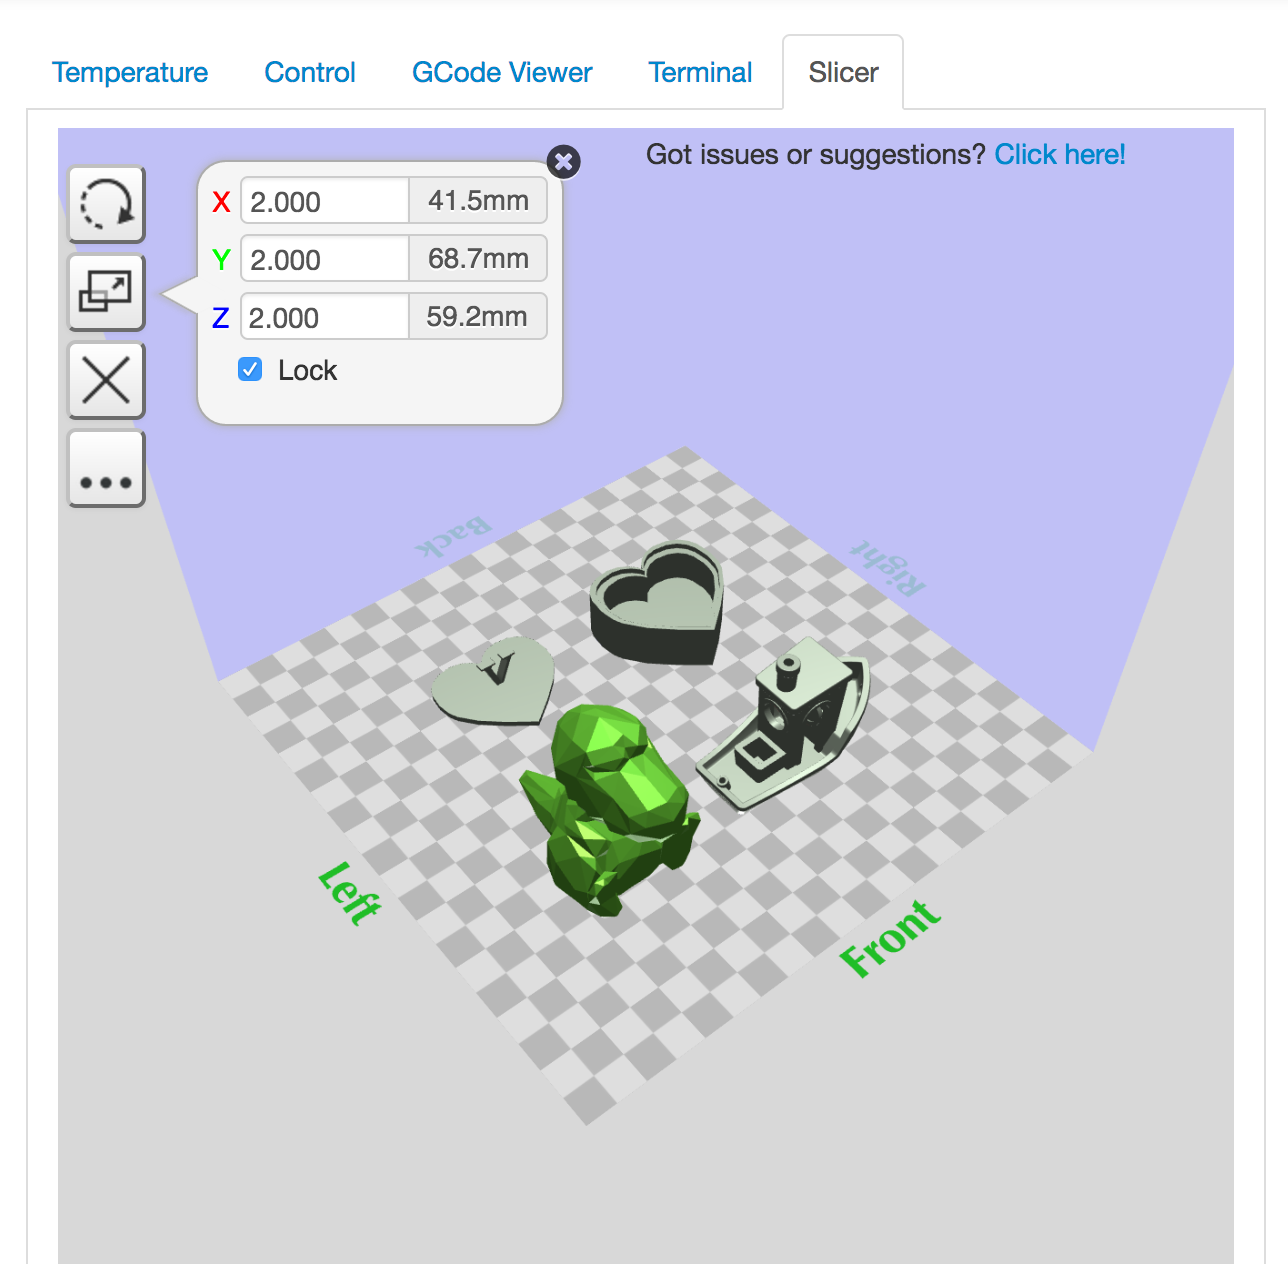 Temperature Control GCode Viewer Terminal Slicer
Got issues or suggestions? Click here!
X 2.000 41.5mm
Y 2.000 68.7mm
Z 2.000 59.2mm
Lock
Back
Right
V
Left
Front